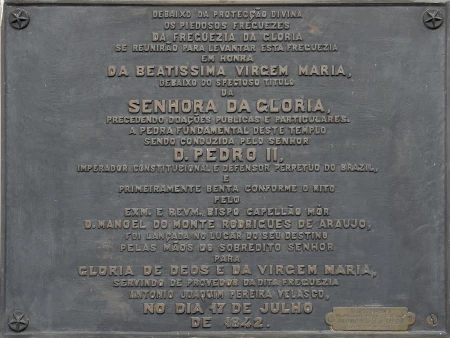 DEBAIXO DA PROTECÇÃO DIVINA
OS PIEDOSOS FREGUEZES
DA FREGUEZIA DA GLORIA
SE REUNIRÃO PARA LEVANTAR ESTA FREGUEZIA
EM HONRA
DA BEATISSIMA VIRGEM MARIA,
DEBAIXO DO SPECIOSO TITULO
DA
SENHORA DA GLORIA,
PRECEDENDO DOAÇÕES PUBLICAS E PARTICULARES.
A PEDRA FUNDAMENTAL DESTE TEMPLO
SENDO CONDUZIDA PELO SENHOR
D. PEDRO II,
IMPERADOR CONSTITUCIONAL E DEFENSOR PERPETUO DO BRAZIL,
E
PRIMEIRAMENTE BENTA CONFORME O RITO
PELO
EXM. E REVM. BISPO CAPELLÃO MÓR
D. MANOEL DO MONTE RODRIGUES DE ARAUJO,
FOI LANÇADA NO LUGAR DO SEU DESTINO
PELAS MÃOS DO SOBREDITO SENHOR
PARA
GLORIA DE DEOS E DA VIRGEM MARIA,
SERVINDO DE PROVEDOR DA DITA FREGUEZIA
ANTONIO JOAQUIM PEREIRA VELASCO,
NO DIA 17 DE JULHO
DE 1842.